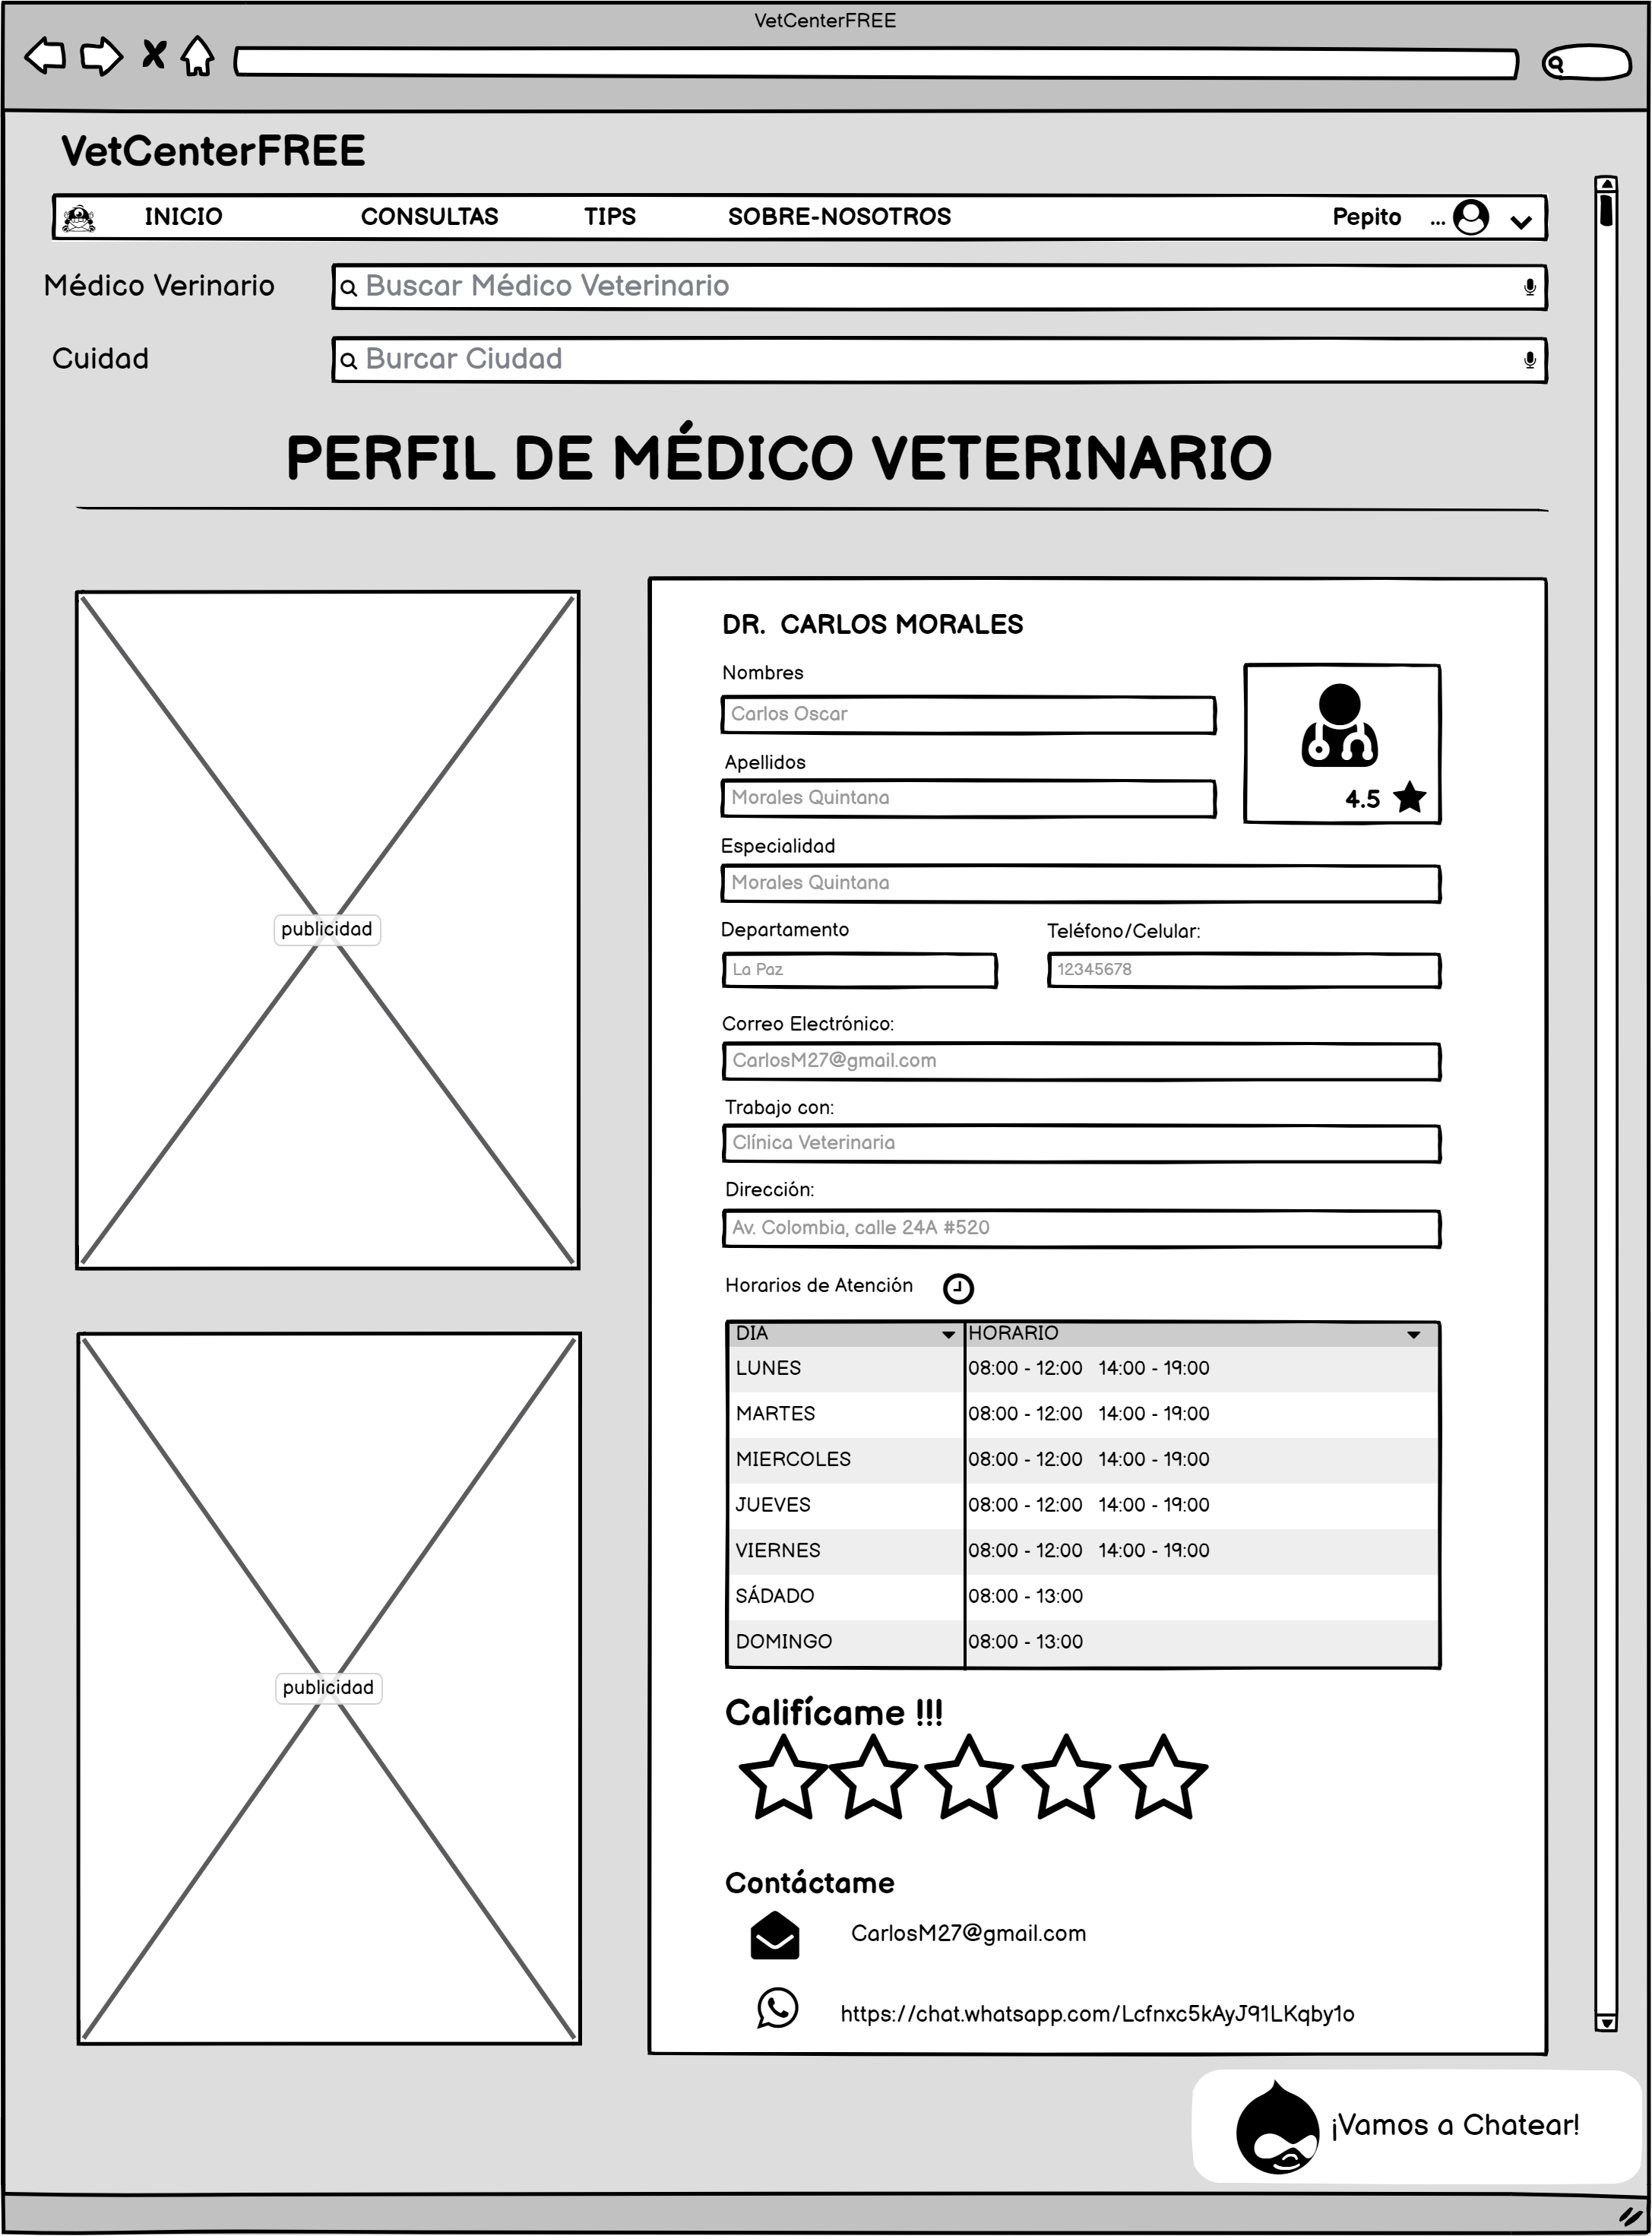 VetCenterFREE
VetCenterFREE
INICIO CONSULTAS TIPS SOBRE-NOSOTROS Pepito ...
Médico Verinario Buscar Médico Veterinario
Cuidad Burcar Ciudad
PERFIL DE MÉDICO VETERINARIO
publicidad
publicidad
DR. CARLOS MORALES
Nombres
Carlos Oscar
Apellidos
Morales Quintana
4.5
Especialidad
Morales Quintana
Departamento Teléfono/Celular:
La Paz 12345678
Correo Electrónico:
CarlosM27@gmail.com
Trabajo con:
Clínica Veterinaria
Dirección:
Av. Colombia, calle 24A #520
Horarios de Atención
DIA HORARIO
LUNES 08:00 - 12:00 14:00 - 19:00
MARTES 08:00 - 12:00 14:00 - 19:00
MIERCOLES 08:00 - 12:00 14:00 - 19:00
JUEVES 08:00 - 12:00 14:00 - 19:00
VIERNES 08:00 - 12:00 14:00 - 19:00
SÁDADO 08:00 - 13:00
DOMINGO 08:00 - 13:00
Califícame !!!
Contáctame
CarlosM27@gmail.com
https://chat.whatsapp.com/Lcfnxc5kAyJ91LKqby1o
¡Vamos a Chatear!